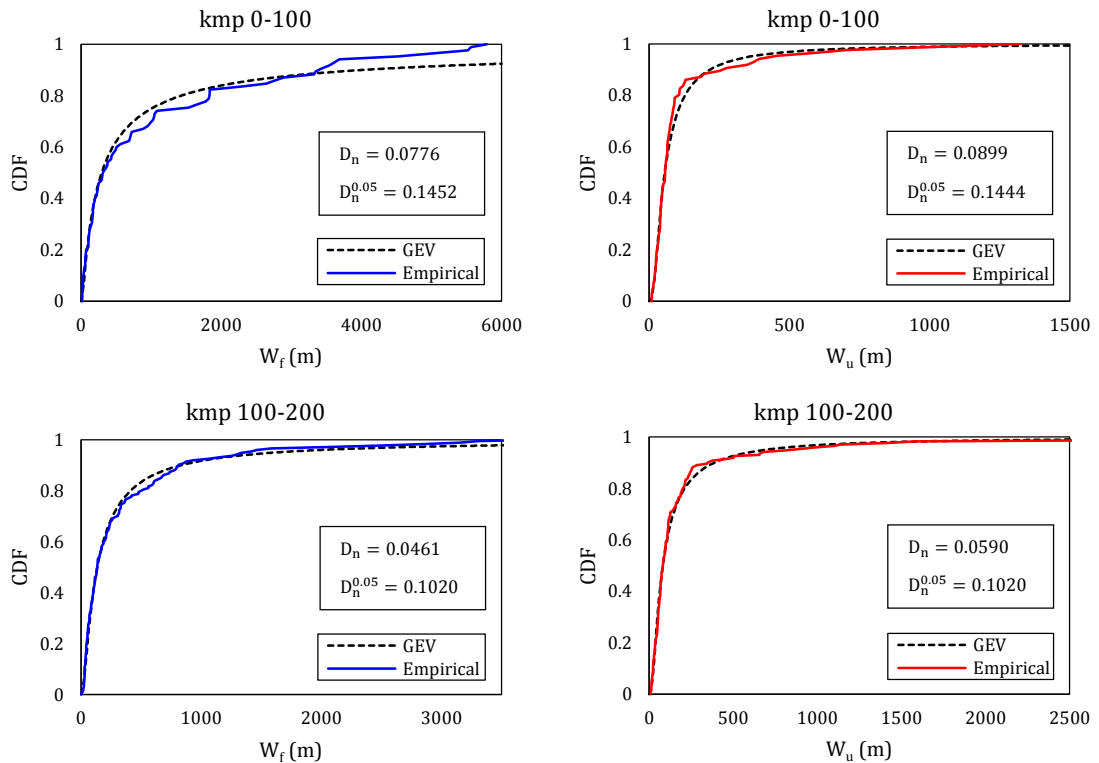 kmp 0-100
1
0.8
0.6
0.4
0.2
0
CDF
D_n = 0.0776
D_n^0.05 = 0.1452
GEV
Empirical
0 2000 4000 6000
W_f (m)
kmp 0-100
1
0.8
0.6
0.4
0.2
0
CDF
D_n = 0.0899
D_n^0.05 = 0.1444
GEV
Empirical
0 500 1000 1500
W_u (m)
kmp 100-200
1
0.8
0.6
0.4
0.2
0
CDF
D_n = 0.0461
D_n^0.05 = 0.1020
GEV
Empirical
0 1000 2000 3000
W_f (m)
kmp 100-200
1
0.8
0.6
0.4
0.2
0
CDF
D_n = 0.0590
D_n^0.05 = 0.1020
GEV
Empirical
0 500 1000 1500 2000 2500
W_u (m)